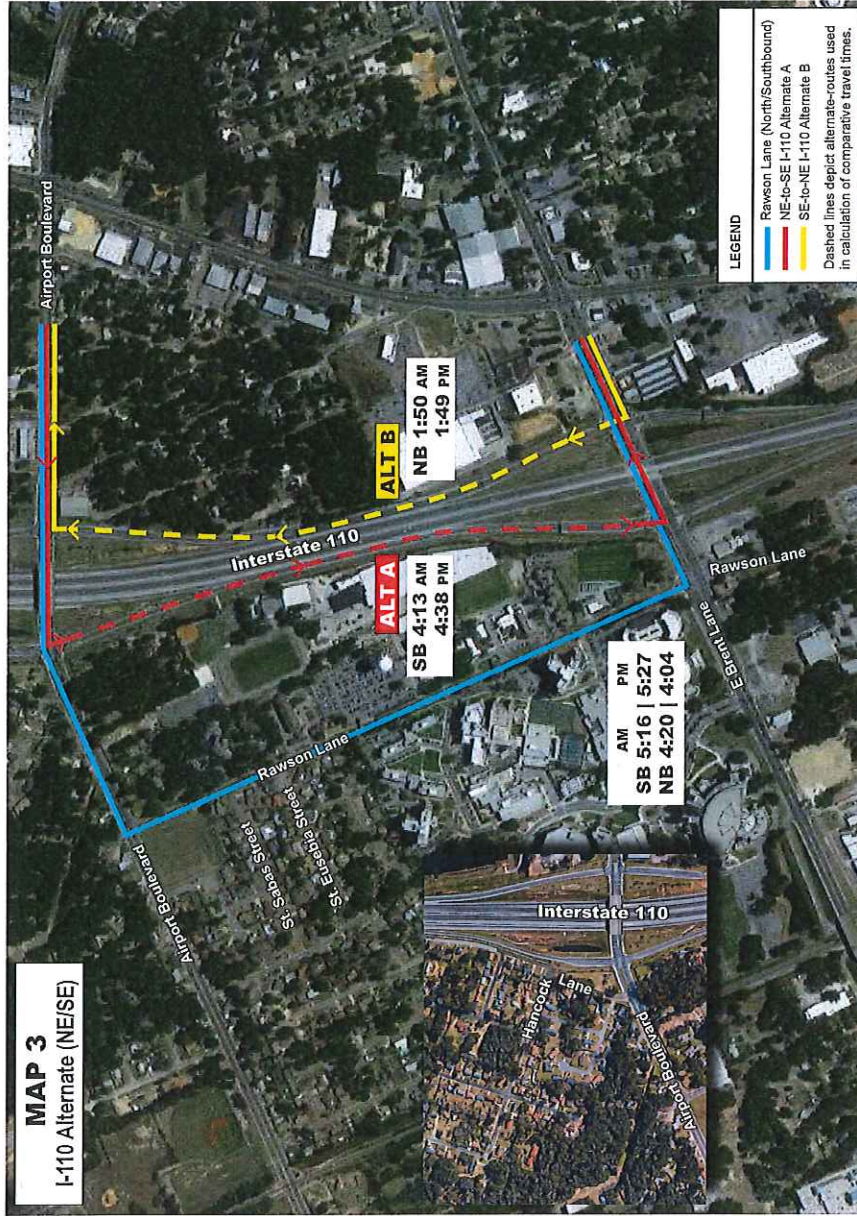 MAP 3
I-110 Alternate (NE/SE)
Airport Boulevard
Airport Boulevard
St. Sabas Street
St Eusebia Street
Rawson Lane
Interstate 110
ALT A
SB 4:13 AM
4:38 PM
ALT B
NB 1:50 AM
1:49 PM
AM PM
SB 5:16 | 5:27
NB 4:20 | 4:04
E Brent Lane
Rawson Lane
Interstate 110
Hancock Lane
Airport Boulevard
LEGEND
Rawson Lane (North/Southbound)
NE-to-SE I-110 Alternate A
SE-to-NE I-110 Alternate B
Dashed lines depict alternate-routes used
in calculation of comparative travel times.